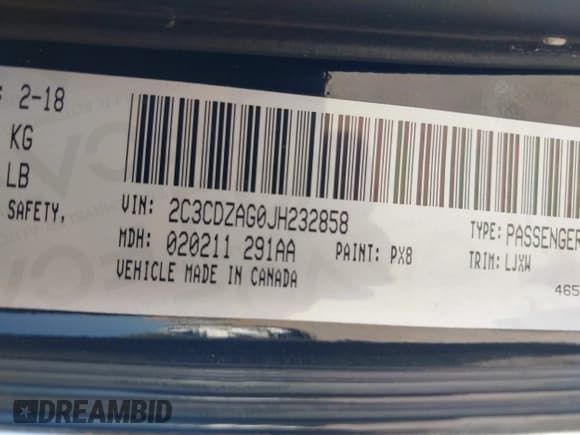 : 2-18
KG
LB
SAFETY,
VIN: 2C3CDZAG0JH232858
TYPE: PASSENGER
MDH: 020211 291AA
PAINT: PX8
TRIM: LJXW
VEHICLE MADE IN CANADA
465
DREAMBID